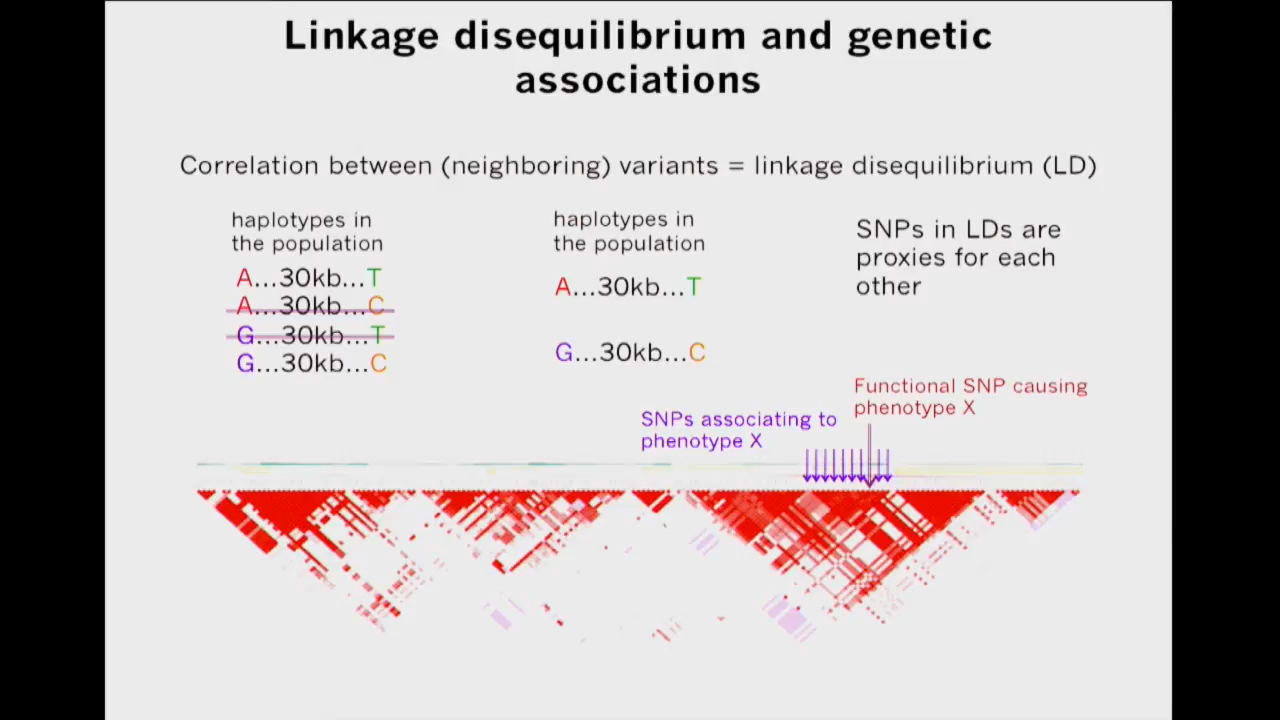 Linkage disequilibrium and genetic
associations
Correlation between (neighboring) variants = linkage disequilibrium (LD)
haplotypes in
the population
A...30kb...T
A...30kb...C
G...30kb...T
G...30kb...C
haplotypes in
the population
A...30kb...T
G...30kb...C
SNPs in LDs are
proxies for each
other
Functional SNP causing
phenotype X
SNPs associating to
phenotype X